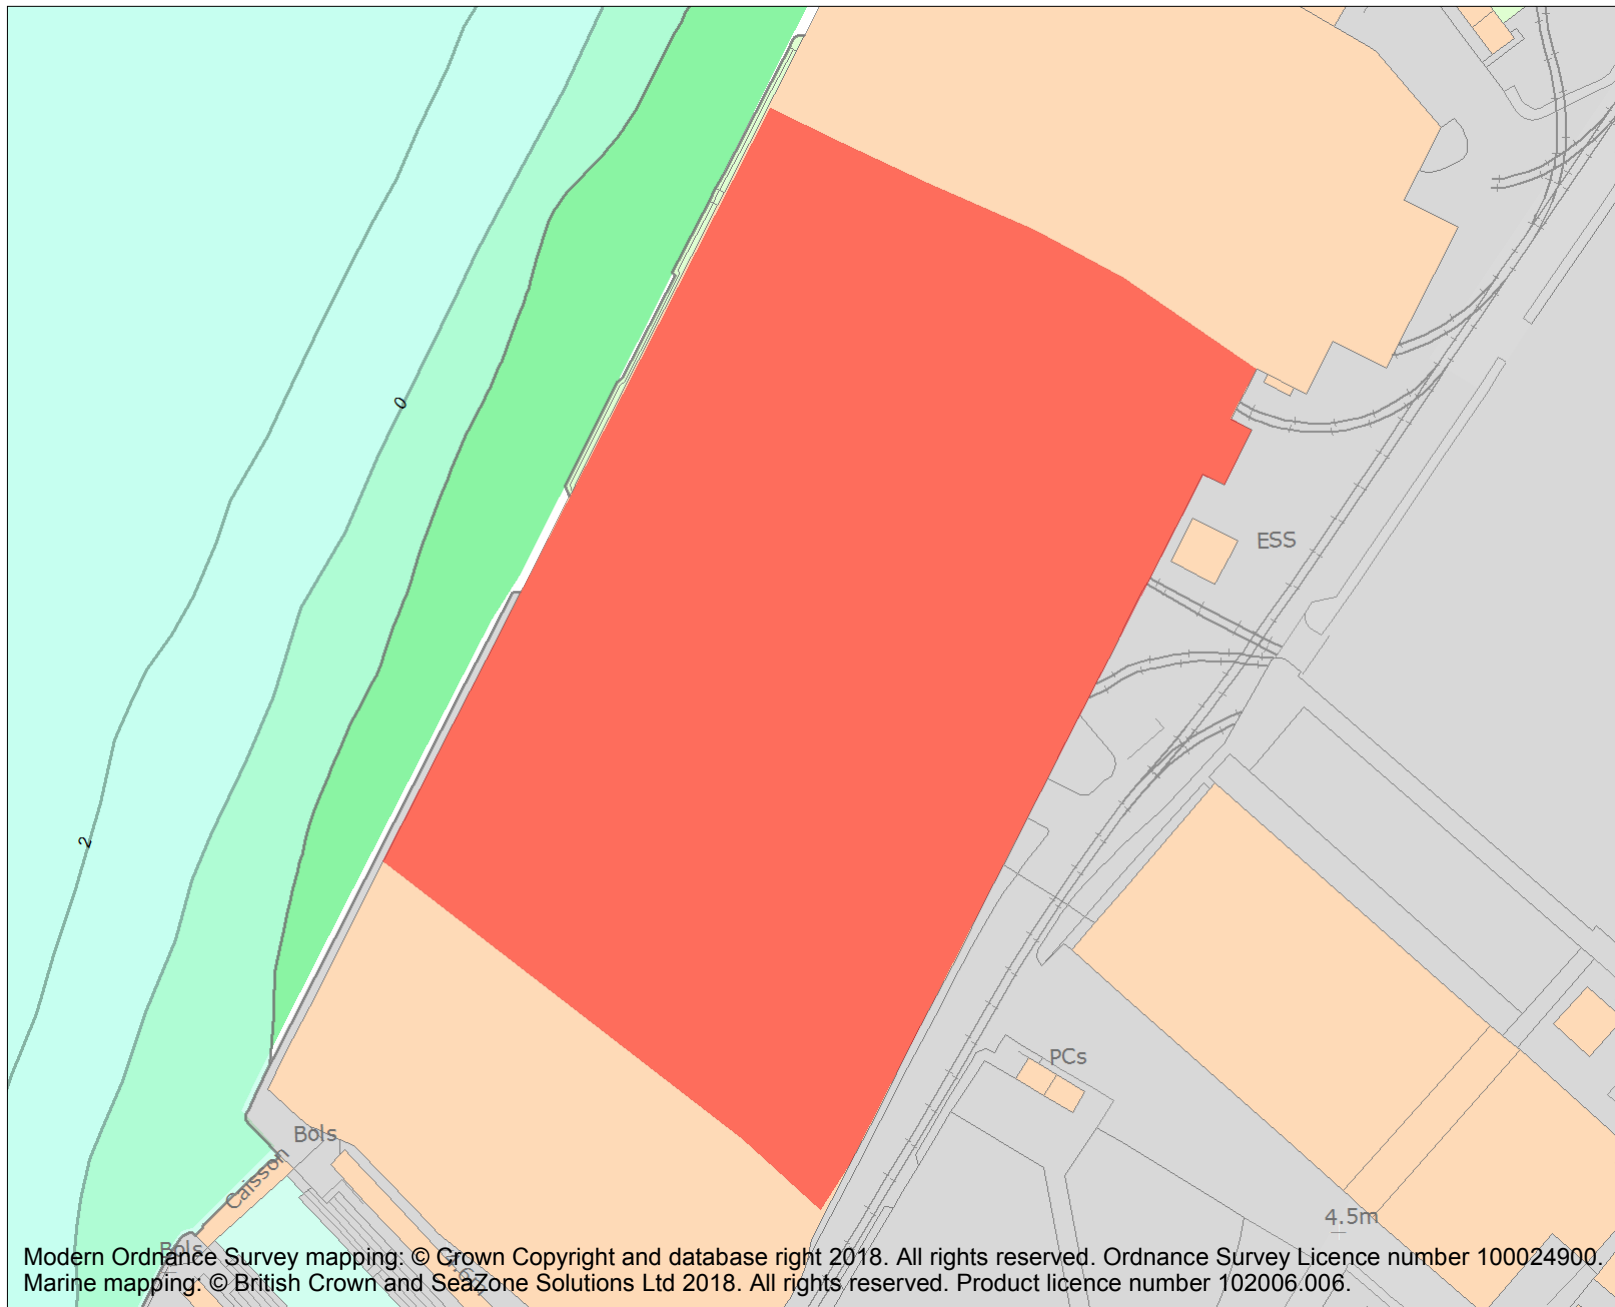 0
ESS
2
PCs
Bols
Caisson
4.5m
Bols
Modern Ordnance Survey mapping: © Crown Copyright and database right 2018. All rights reserved. Ordnance Survey Licence number 100024900.
Marine mapping: © British Crown and SeaZone Solutions Ltd 2018. All rights reserved. Product licence number 102006.006.